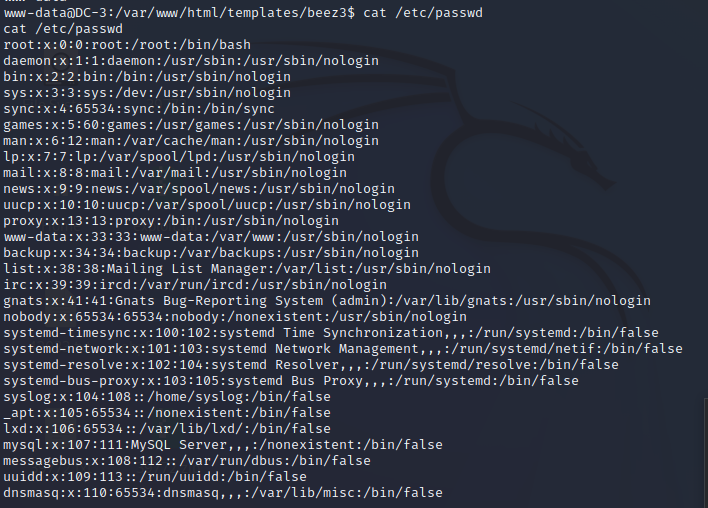 www-data@DC-3:/var/www/html/templates/beez3$ cat /etc/passwd
cat /etc/passwd
root:x:0:0:root:/root:/bin/bash
daemon:x:1:1:daemon:/usr/sbin:/usr/sbin/nologin
bin:x:2:2:bin:/bin:/usr/sbin/nologin
sys:x:3:3:sys:/dev:/usr/sbin/nologin
sync:x:4:65534:sync:/bin:/bin/sync
games:x:5:60:games:/usr/games:/usr/sbin/nologin
man:x:6:12:man:/var/cache/man:/usr/sbin/nologin
lp:x:7:7:lp:/var/spool/lpd:/usr/sbin/nologin
mail:x:8:8:mail:/var/mail:/usr/sbin/nologin
news:x:9:9:news:/var/spool/news:/usr/sbin/nologin
uucp:x:10:10:uucp:/var/spool/uucp:/usr/sbin/nologin
proxy:x:13:13:proxy:/bin:/usr/sbin/nologin
www-data:x:33:33:www-data:/var/www:/usr/sbin/nologin
backup:x:34:34:backup:/var/backups:/usr/sbin/nologin
list:x:38:38:Mailing List Manager:/var/list:/usr/sbin/nologin
irc:x:39:39:ircd:/var/run/ircd:/usr/sbin/nologin
gnats:x:41:41:Gnats Bug-Reporting System (admin):/var/lib/gnats:/usr/sbin/nologin
nobody:x:65534:65534:nobody:/nonexistent:/usr/sbin/nologin
systemd-timesync:x:100:102:systemd Time Synchronization,,,:/run/systemd:/bin/false
systemd-network:x:101:103:systemd Network Management,,,:/run/systemd/netif:/bin/false
systemd-resolve:x:102:104:systemd Resolver,,,:/run/systemd/resolve:/bin/false
systemd-bus-proxy:x:103:105:systemd Bus Proxy,,,:/run/systemd:/bin/false
syslog:x:104:108::/home/syslog:/bin/false
_apt:x:105:65534::/nonexistent:/bin/false
lxd:x:106:65534::/var/lib/lxd/:/bin/false
mysql:x:107:111:MySQL Server,,,:/nonexistent:/bin/false
messagebus:x:108:112::/var/run/dbus:/bin/false
uuidd:x:109:113::/run/uuidd:/bin/false
dnsmasq:x:110:65534:dnsmasq,,,:/var/lib/misc:/bin/false